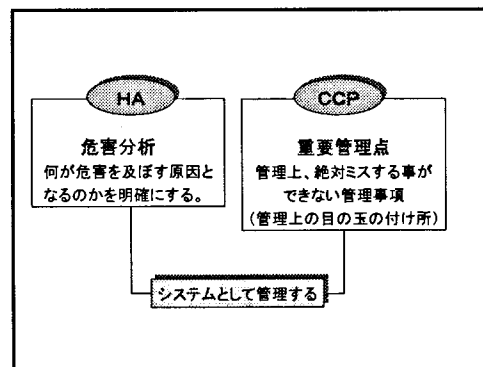 HA
危害分析
何が危害を及ぼす原因と
なるのかを明確にする。
CCP
重要管理点
管理上、絶対ミスする事が
できない管理事項
(管理上の目の玉の付け所)
システムとして管理する